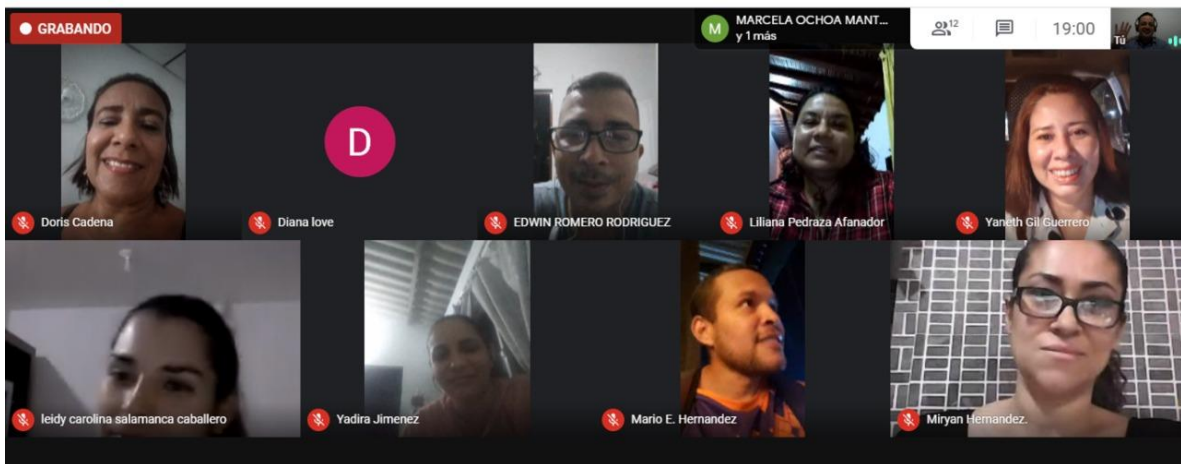 GRABANDO
M
MARCELA OCHOA MANT...
y 1 más
12
19:00
Tú
D
Doris Cadena
Diana love
EDWIN ROMERO RODRIGUEZ
Liliana Pedraza Afanador
Yaneth Gil Guerrero
leidy carolina salamanca caballero
Yadira Jimenez
Mario E. Hernandez
Miryan Hernandez.